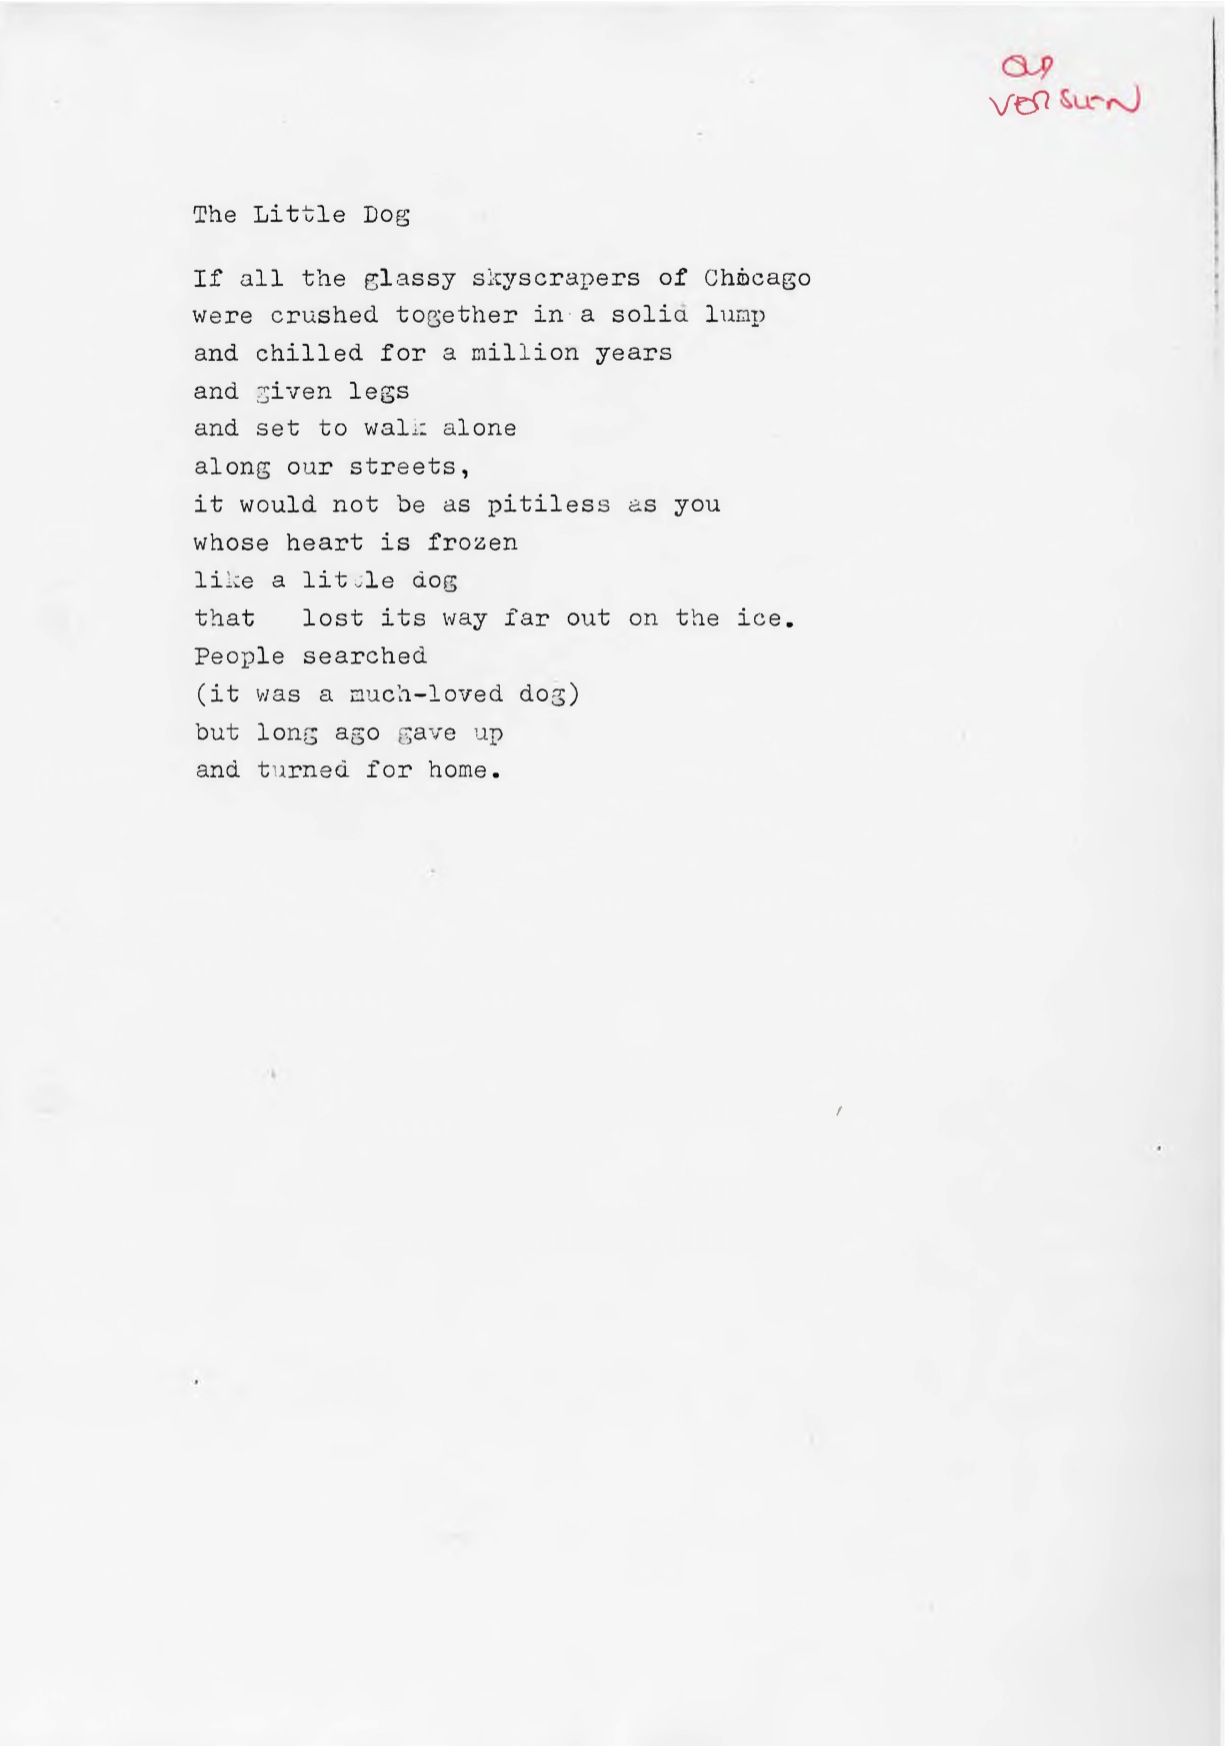 OLD
VERSION
The Little Dog
If all the glassy skyscrapers of Chicago
were crushed together in a solid lump
and chilled for a million years
and given legs
and set to walk alone
along our streets,
it would not be as pitiless as you
whose heart is frozen
like a little dog
that lost its way far out on the ice.
People searched
(it was a much-loved dog)
but long ago gave up
and turned for home.